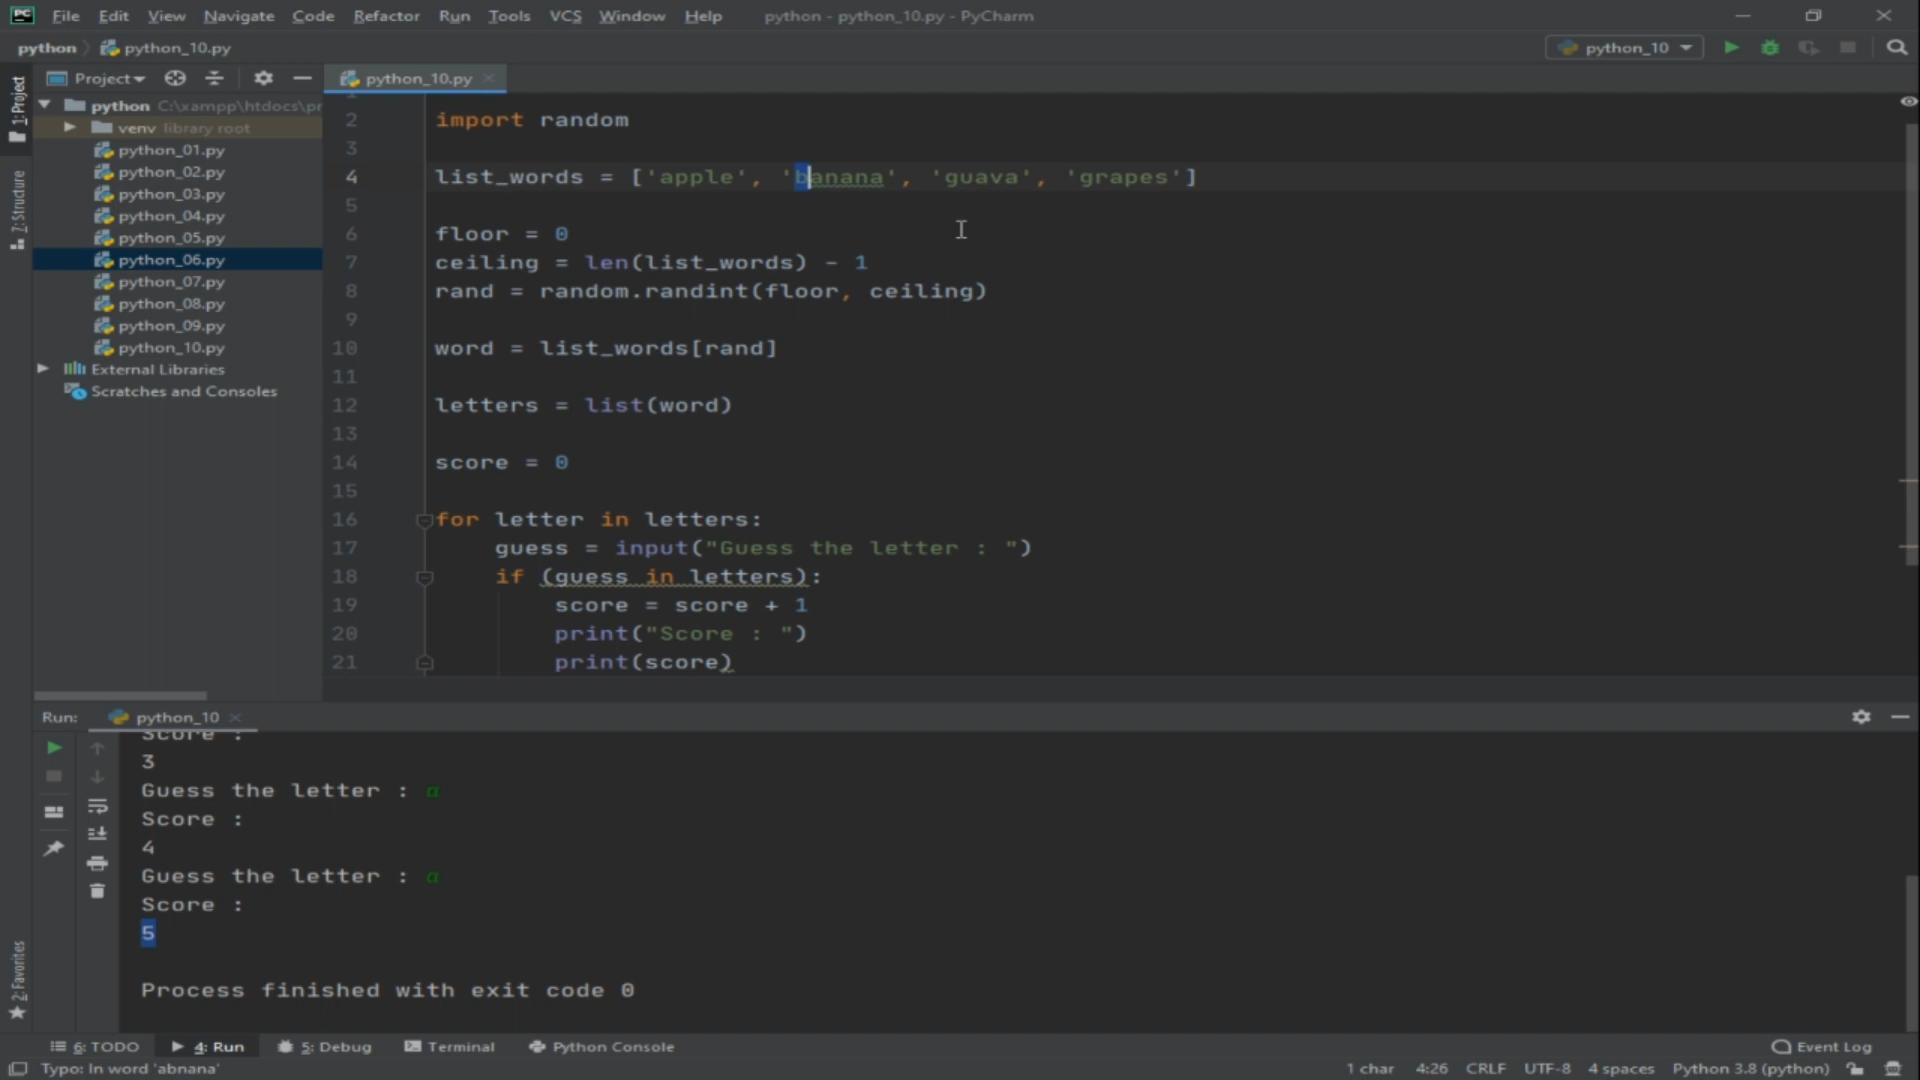 File Edit View Navigate Code Refactor Run Tools VCS Window Help python - python_10.py - PyCharm
python python_10.py python_10
Project python_10.py
1: Project
7: Structure
2: Favorites
python C:\xampp\htdocs\pr
venv library root
python_01.py
python_02.py
python_03.py
python_04.py
python_05.py
python_06.py
python_07.py
python_08.py
python_09.py
python_10.py
External Libraries
Scratches and Consoles
1
2 import random
3
4 list_words = ['apple', 'banana', 'guava', 'grapes']
5
6 floor = 0
7 ceiling = len(list_words) - 1
8 rand = random.randint(floor, ceiling)
9
10 word = list_words[rand]
11
12 letters = list(word)
13
14 score = 0
15
16 for letter in letters:
17 guess = input("Guess the letter : ")
18 if (guess in letters):
19 score = score + 1
20 print("Score : ")
21 print(score)
Run: python_10
Score :
3
Guess the letter : a
Score :
4
Guess the letter : a
Score :
5
Process finished with exit code 0
6: TODO 4: Run 5: Debug Terminal Python Console Event Log
Typo: In word 'abnana' 1 char 4:26 CRLF UTF-8 4 spaces Python 3.8 (python)